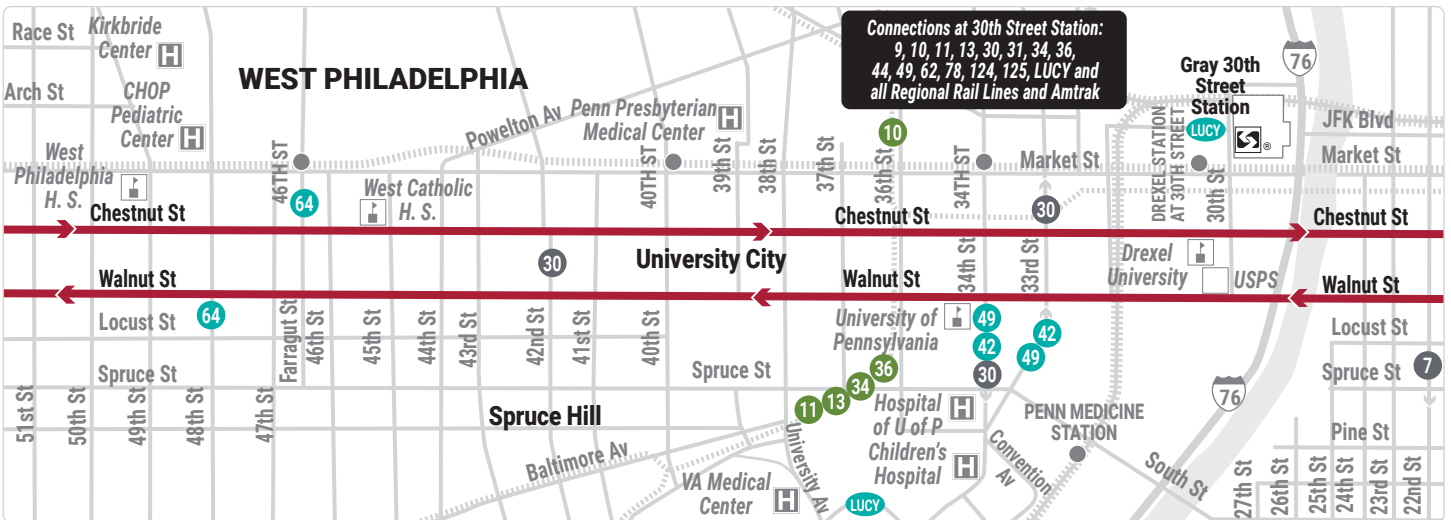 Race St
Kirkbride
Center
H
Arch St
CHOP
Pediatric
Center
H
WEST PHILADELPHIA
Powelton Av
Penn Presbyterian
Medical Center
H
Connections at 30th Street Station:
9, 10, 11, 13, 30, 31, 34, 36,
44, 49, 62, 78, 124, 125, LUCY and
all Regional Rail Lines and Amtrak
76
Gray 30th
Street
Station
LUCY
®
JFK Blvd
10
West
Philadelphia
H. S.
46TH ST
64
West Catholic
H. S.
40TH ST
39th St
38th St
37th St
36th St
34TH ST
Market St
DREXEL STATION
AT 30TH STREET
30th St
Market St
Chestnut St
Chestnut St
30
Chestnut St
30
University City
34th St
33rd St
Drexel
University
USPS
Walnut St
Walnut St
Walnut St
Locust St
64
Farragut St
46th St
45th St
44th St
43rd St
42nd St
41st St
40th St
University of
Pennsylvania
49
42
30
42
49
Locust St
Spruce St
Spruce St
36
34
13
11
Spruce St
7
51st St
50th St
49th St
48th St
47th St
Spruce Hill
Hospital
of U of P
H
Children's
Hospital
H
PENN MEDICINE
STATION
76
Pine St
Baltimore Av
University Av
VA Medical
Center
H
LUCY
Convention
Av
South St
27th St
26th St
25th St
24th St
23rd St
22nd St